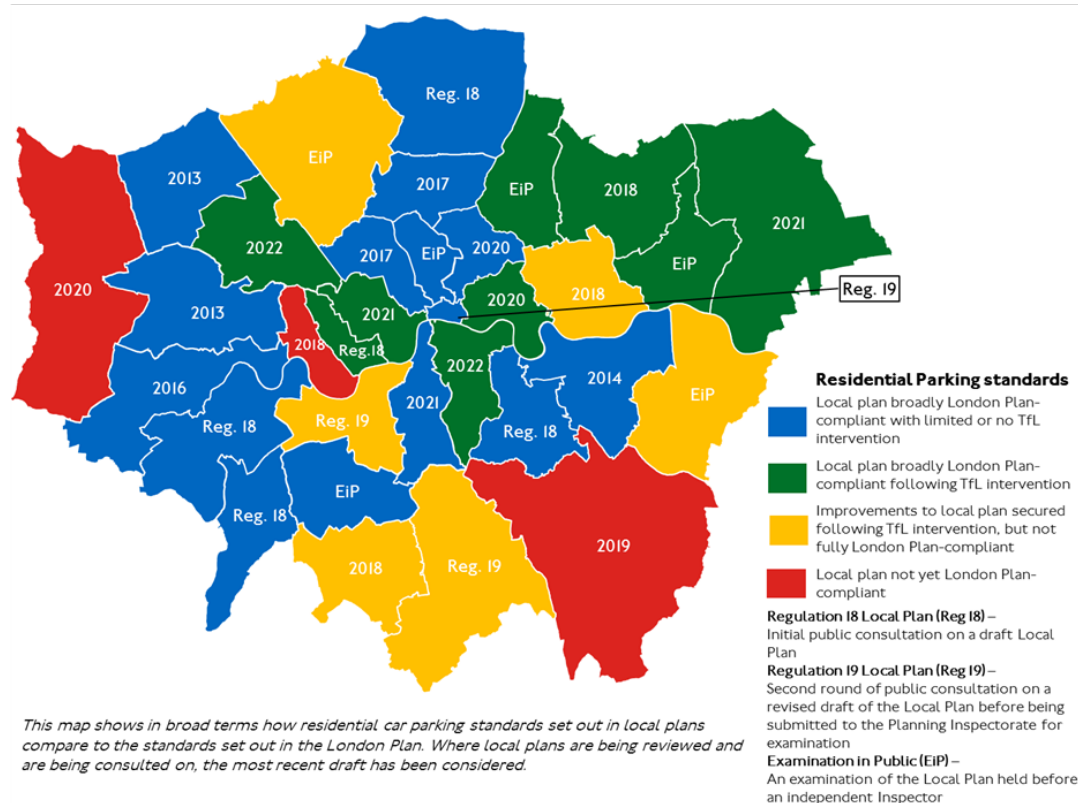 Reg. 18
EiP
2013
2017
EiP
2018
2021
2022
2017
EiP
2020
EiP
2020
2013
2021
2020
2018
Reg. 19
2018
Reg.18
2016
2021
2022
2014
EiP
Reg. 18
Reg. 19
Reg. 18
EiP
Reg. 18
2018
Reg. 19
2019
Residential Parking standards
Local plan broadly London Plan-
compliant with limited or no TfL
intervention
Local plan broadly London Plan-
compliant following TfL intervention
Improvements to local plan secured
following TfL intervention, but not
fully London Plan-compliant
Local plan not yet London Plan-
compliant
Regulation 18 Local Plan (Reg 18) –
Initial public consultation on a draft Local
Plan
Regulation 19 Local Plan (Reg 19) –
Second round of public consultation on a
revised draft of the Local Plan before being
submitted to the Planning Inspectorate for
examination
Examination in Public (EiP) –
An examination of the Local Plan held before
an independent Inspector
This map shows in broad terms how residential car parking standards set out in local plans
compare to the standards set out in the London Plan. Where local plans are being reviewed and
are being consulted on, the most recent draft has been considered.